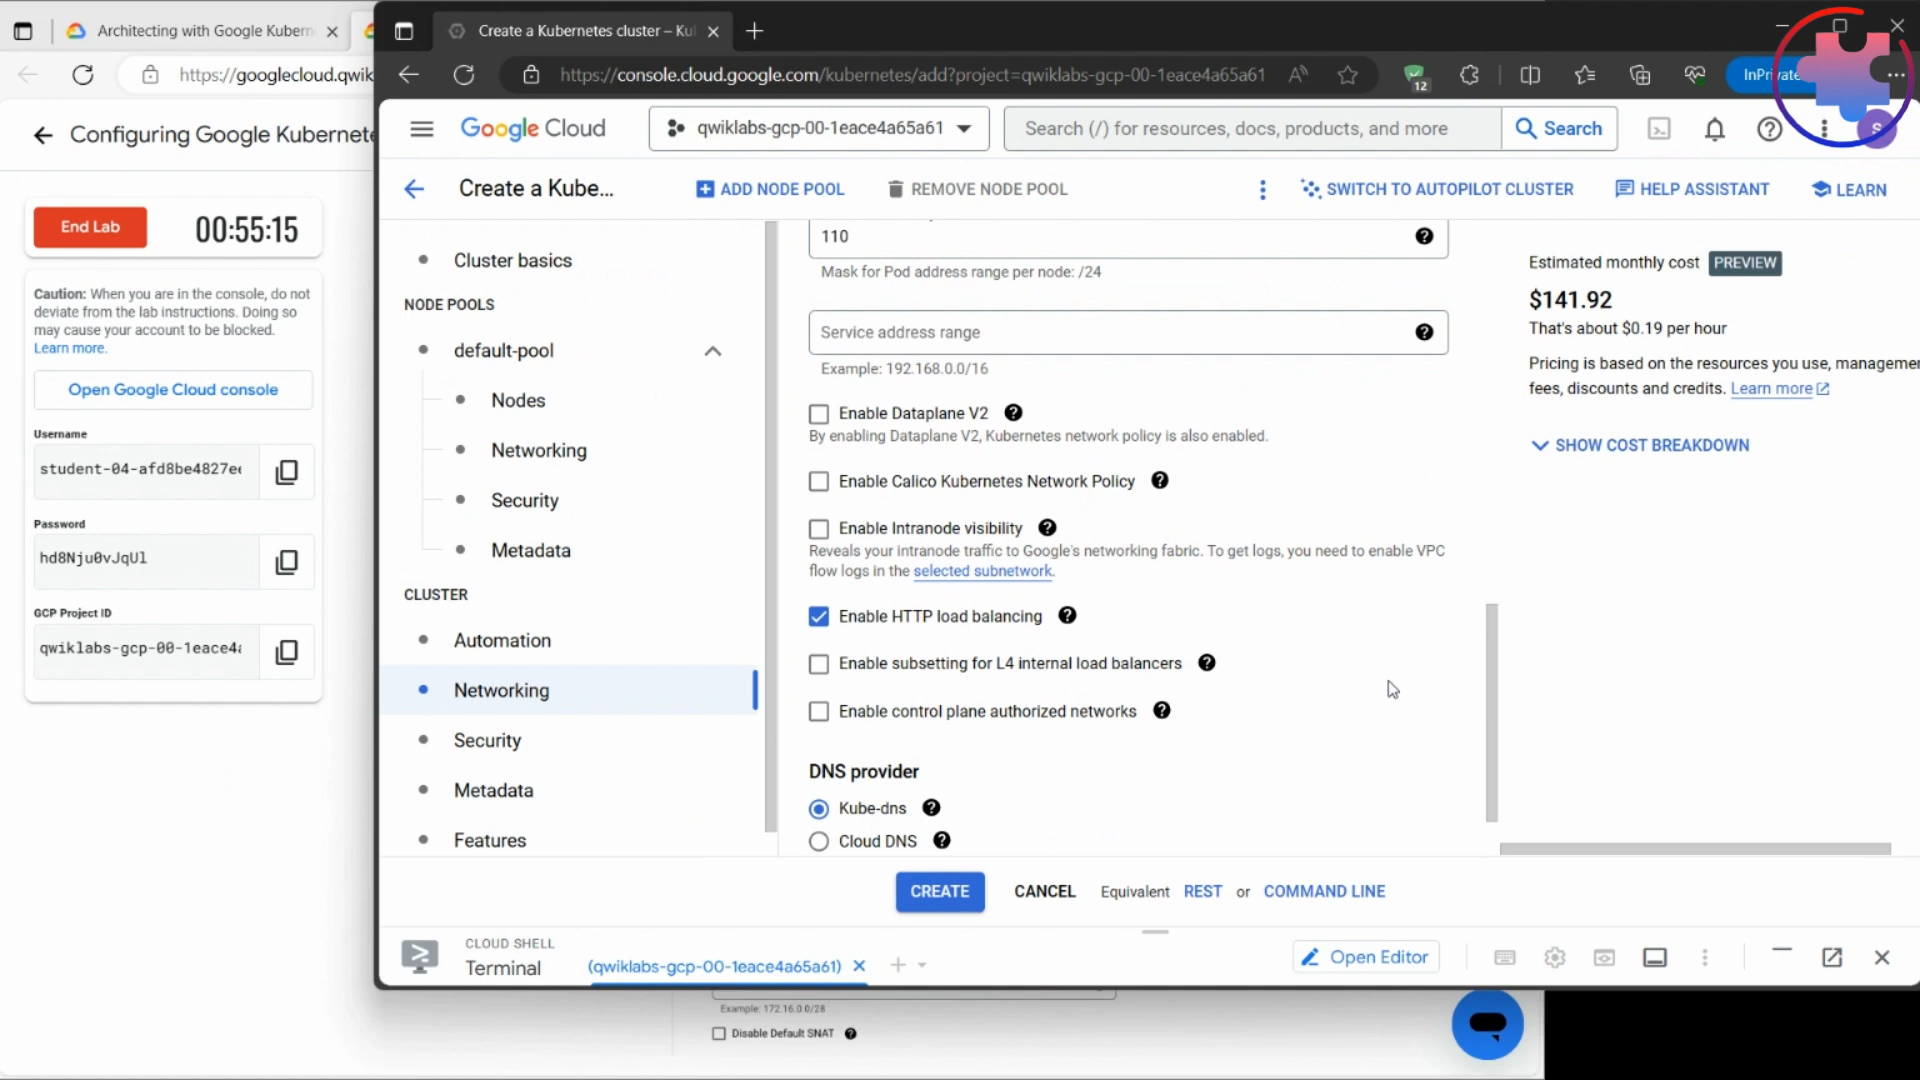 Architecting with Google Kubern
https://googlecloud.qwik
Configuring Google Kubernete
End Lab
00:55:15
Caution: When you are in the console, do not
deviate from the lab instructions. Doing so
may cause your account to be blocked.
Learn more.
Open Google Cloud console
Username
student-04-afd8be4827e
Password
hd8Nju0vJqUl
GCP Project ID
qwiklabs-gcp-00-1eace4
Create a Kubernetes cluster – Ku
https://console.cloud.google.com/kubernetes/add?project=qwiklabs-gcp-00-1eace4a65a61
12
InPrivate
Google Cloud
qwiklabs-gcp-00-1eace4a65a61
Search (/) for resources, docs, products, and more
Search
S
Create a Kube...
ADD NODE POOL
REMOVE NODE POOL
SWITCH TO AUTOPILOT CLUSTER
HELP ASSISTANT
LEARN
Cluster basics
NODE POOLS
default-pool
Nodes
Networking
Security
Metadata
CLUSTER
Automation
Networking
Security
Metadata
Features
110
Mask for Pod address range per node: /24
Service address range
Example: 192.168.0.0/16
Enable Dataplane V2
By enabling Dataplane V2, Kubernetes network policy is also enabled.
Enable Calico Kubernetes Network Policy
Enable Intranode visibility
Reveals your intranode traffic to Google's networking fabric. To get logs, you need to enable VPC
flow logs in the selected subnetwork.
Enable HTTP load balancing
Enable subsetting for L4 internal load balancers
Enable control plane authorized networks
DNS provider
Kube-dns
Cloud DNS
Estimated monthly cost PREVIEW
$141.92
That's about $0.19 per hour
Pricing is based on the resources you use, managemen
fees, discounts and credits. Learn more
SHOW COST BREAKDOWN
CREATE
CANCEL
Equivalent REST or COMMAND LINE
CLOUD SHELL
Terminal
(qwiklabs-gcp-00-1eace4a65a61)
Open Editor
Example: 172.16.0.0/28
Disable Default SNAT